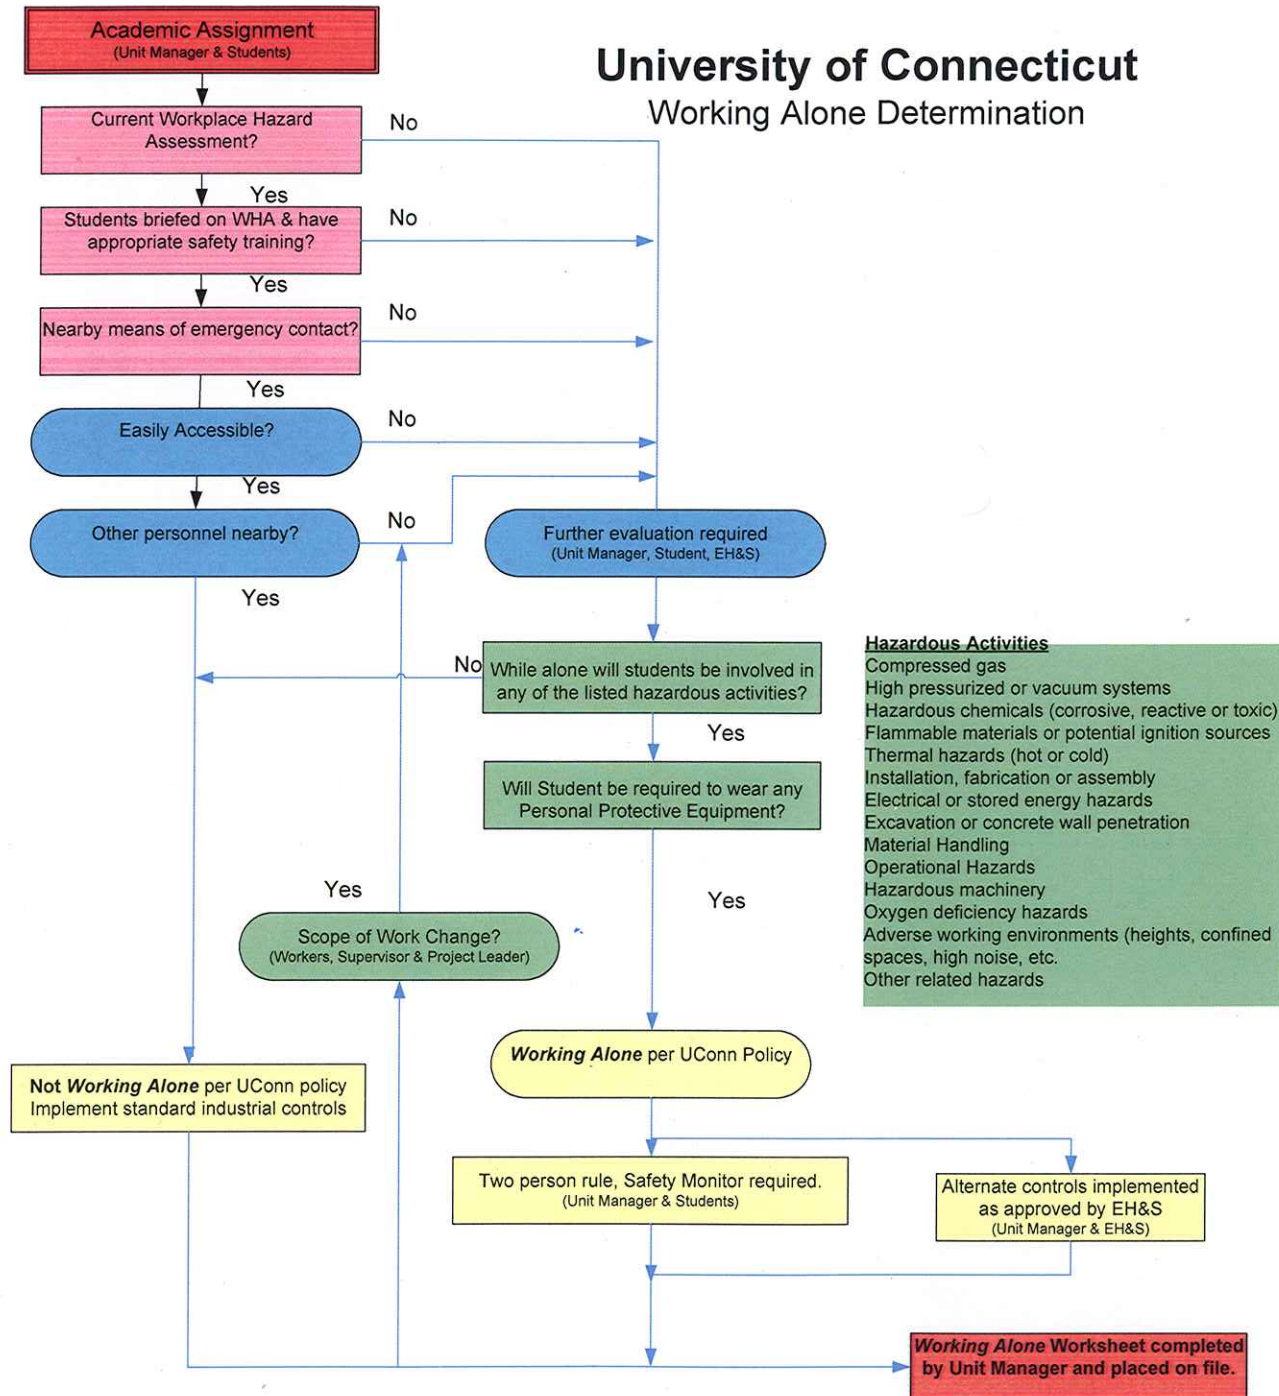 Academic Assignment
(Unit Manager & Students)
University of Connecticut
Working Alone Determination
Current Workplace Hazard
Assessment?
No
Yes
Students briefed on WHA & have
appropriate safety training?
No
Yes
Nearby means of emergency contact?
No
Yes
Easily Accessible?
No
Yes
Other personnel nearby?
No
Yes
Further evaluation required
(Unit Manager, Student, EH&S)
While alone will students be involved in
any of the listed hazardous activities?
No
Yes
Will Student be required to wear any
Personal Protective Equipment?
Yes
Hazardous Activities
Compressed gas
High pressurized or vacuum systems
Hazardous chemicals (corrosive, reactive or toxic)
Flammable materials or potential ignition sources
Thermal hazards (hot or cold)
Installation, fabrication or assembly
Electrical or stored energy hazards
Excavation or concrete wall penetration
Material Handling
Operational Hazards
Hazardous machinery
Oxygen deficiency hazards
Adverse working environments (heights, confined
spaces, high noise, etc.
Other related hazards
Yes
Scope of Work Change?
(Workers, Supervisor & Project Leader)
Working Alone per UConn Policy
Not Working Alone per UConn policy
Implement standard industrial controls
Two person rule, Safety Monitor required.
(Unit Manager & Students)
Alternate controls implemented
as approved by EH&S
(Unit Manager & EH&S)
Working Alone Worksheet completed
by Unit Manager and placed on file.